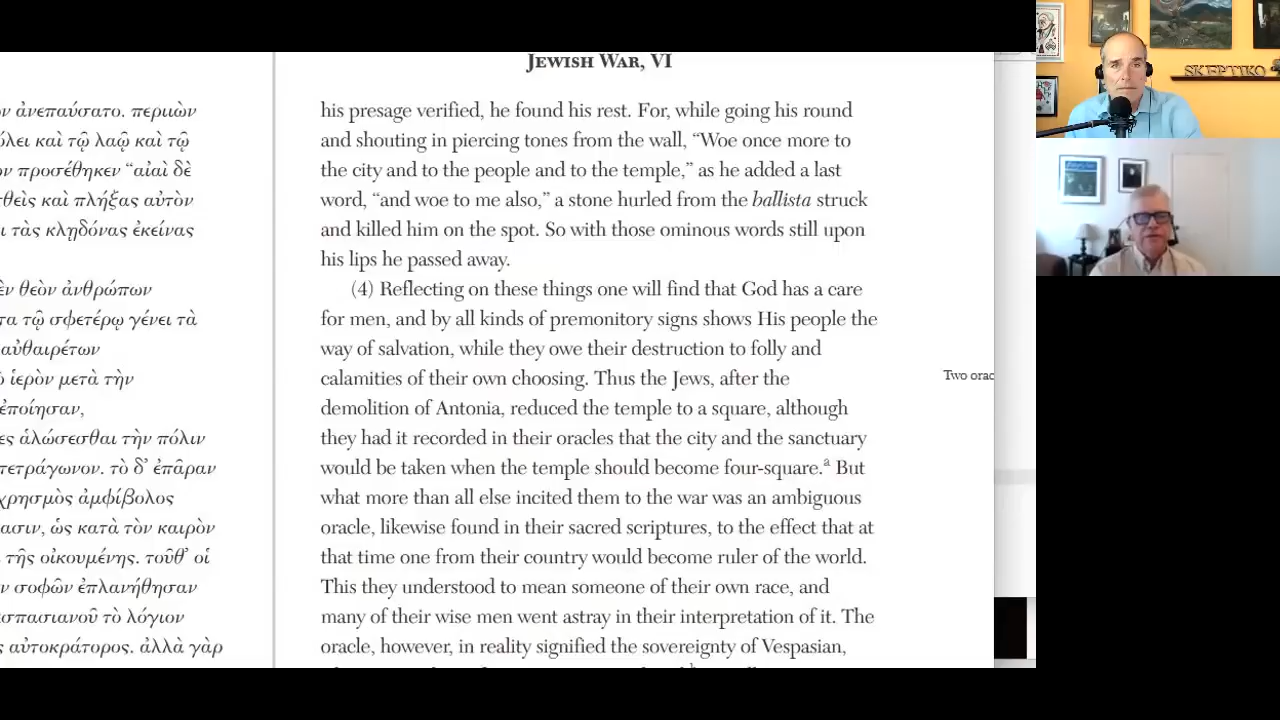 JEWISH WAR, VI
ἀνεπαύσατο. περιιὼν
καὶ τῷ λαῷ καὶ τῷ
προσέθηκεν “αἰαὶ δὲ
καὶ πλήξας αὐτὸν
τὰς κληδόνας ἐκείνας
θεὸν ἀνθρώπων
τῷ σφετέρῳ γένει τὰ
αὐθαιρέτων
ἱερὸν μετὰ τὴν
ἐποίησαν,
ἁλώσεσθαι τὴν πόλιν
τετράγωνον. τὸ δ’ ἐπᾶραν
χρησμὸς ἀμφίβολος
ὡς κατὰ τὸν καιρὸν
τῆς οἰκουμένης. τοῦθ’ οἱ
σοφῶν ἐπλανήθησαν
τὸ λόγιον
αὐτοκράτορος. ἀλλὰ γὰρ
his presage verified, he found his rest. For, while going his round
and shouting in piercing tones from the wall, “Woe once more to
the city and to the people and to the temple,” as he added a last
word, “and woe to me also,” a stone hurled from the ballista struck
and killed him on the spot. So with those ominous words still upon
his lips he passed away.
(4) Reflecting on these things one will find that God has a care
for men, and by all kinds of premonitory signs shows His people the
way of salvation, while they owe their destruction to folly and
calamities of their own choosing. Thus the Jews, after the
demolition of Antonia, reduced the temple to a square, although
they had it recorded in their oracles that the city and the sanctuary
would be taken when the temple should become four-square.a But
what more than all else incited them to the war was an ambiguous
oracle, likewise found in their sacred scriptures, to the effect that at
that time one from their country would become ruler of the world.
This they understood to mean someone of their own race, and
many of their wise men went astray in their interpretation of it. The
oracle, however, in reality signified the sovereignty of Vespasian,
Two orac
SKEPTIKO